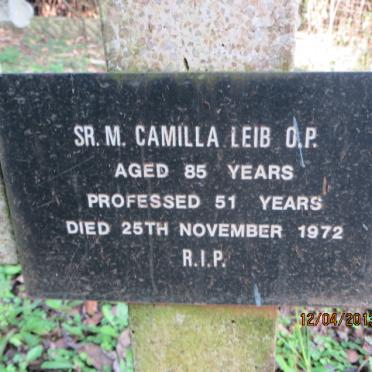 SR. M. CAMILLA LEIB O.P.
AGED 85 YEARS
PROFESSED 51 YEARS
DIED 25TH NOVEMBER 1972
R.I.P.